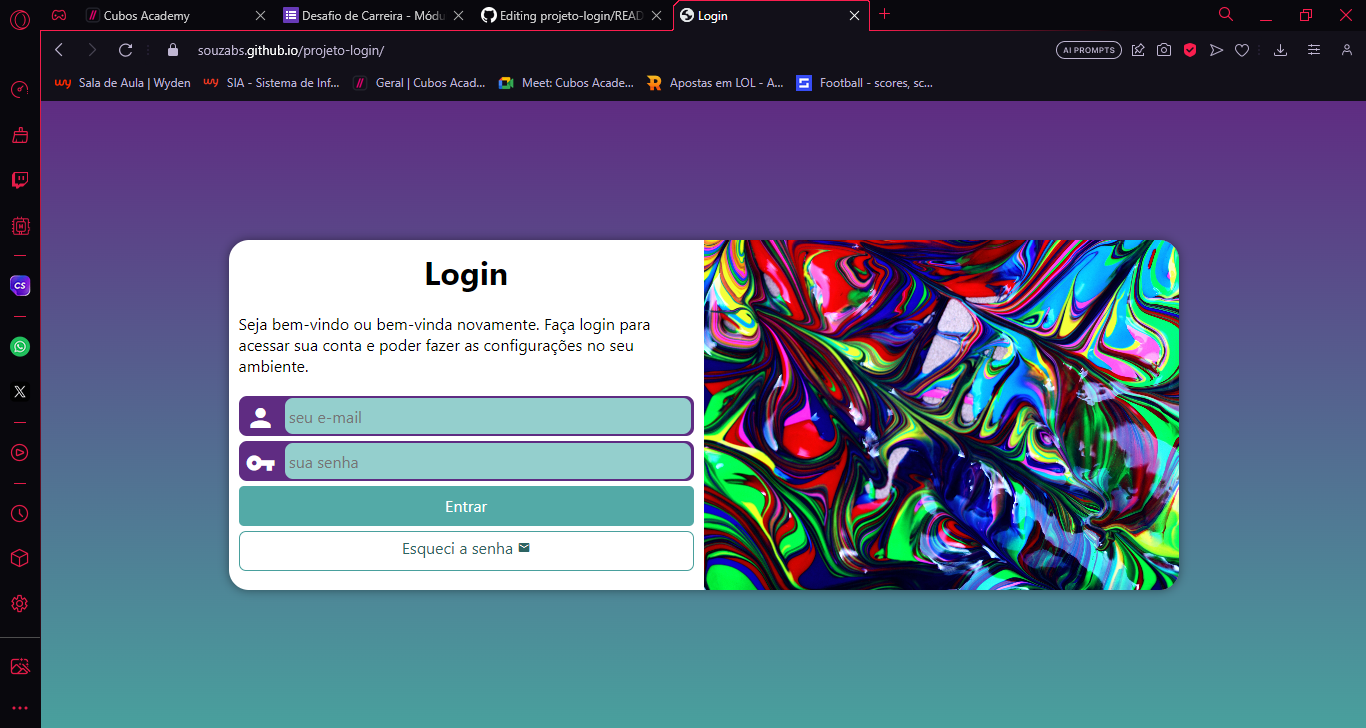 Cubos Academy
Desafio de Carreira - Módu
Editing projeto-login/READ
Login
souzabs.github.io/projeto-login/
AI PROMPTS
Sala de Aula | Wyden
SIA - Sistema de Inf...
Geral | Cubos Acad...
Meet: Cubos Acade...
Apostas em LOL - A...
Football - scores, sc...
CS
Login
Seja bem-vindo ou bem-vinda novamente. Faça login para
acessar sua conta e poder fazer as configurações no seu
ambiente.
seu e-mail
sua senha
Entrar
Esqueci a senha